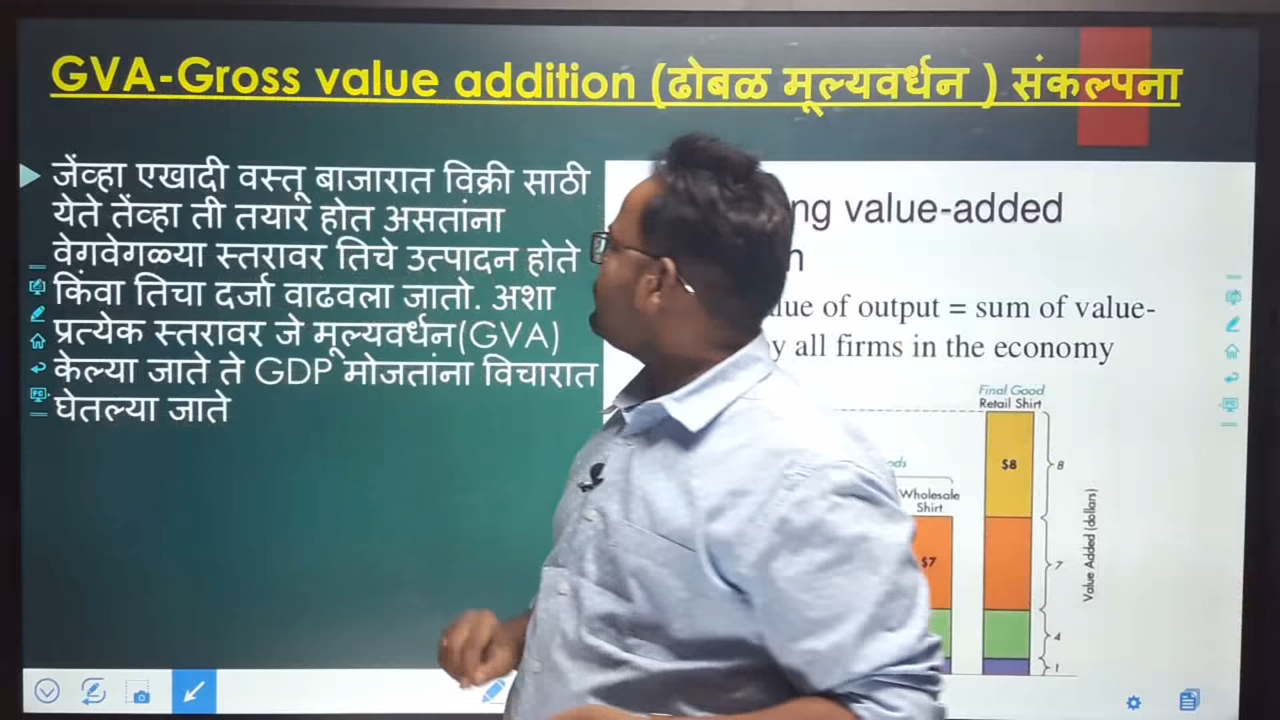 GVA-Gross value addition (ढोबळ मूल्यवर्धन ) संकल्पना
जेंव्हा एखादी वस्तू बाजारात विक्री साठी
येते तेंव्हा ती तयार होत असतांना
वेगवेगळ्या स्तरावर तिचे उत्पादन होते
किंवा तिचा दर्जा वाढवला जातो. अशा
प्रत्येक स्तरावर जे मूल्यवर्धन(GVA)
केल्या जाते ते GDP मोजतांना विचारात
घेतल्या जाते
value-added
of output = sum of value-
all firms in the economy
Final Good
Retail Shirt
Wholesale
Shirt
$8
8
$7
7
4
1
Value Added (dollars)